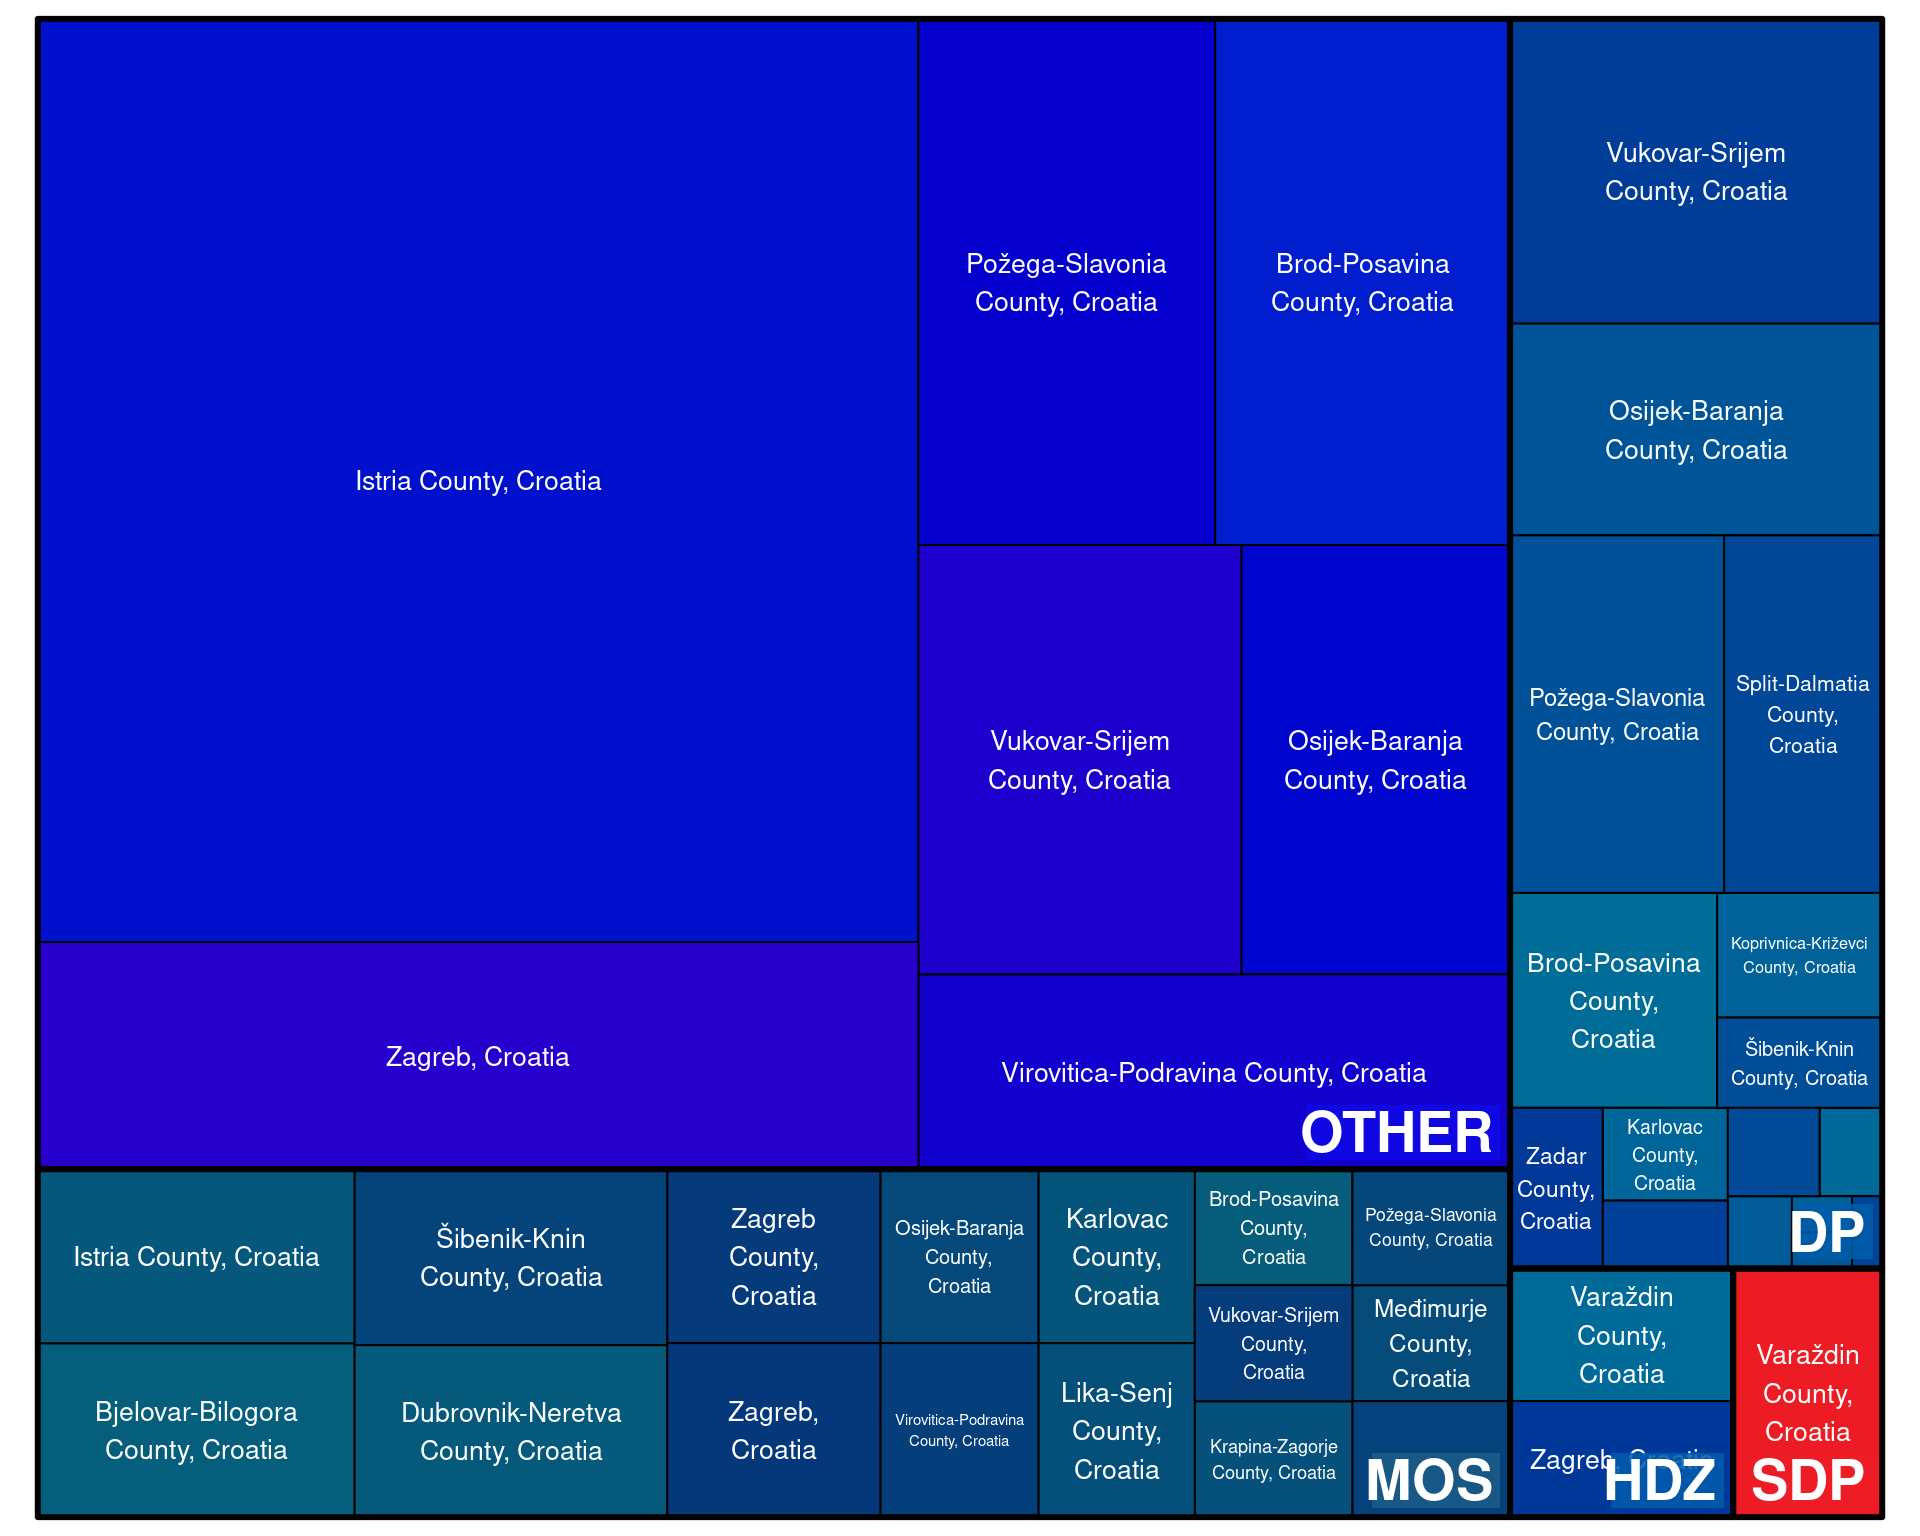 Istria County, Croatia
Zagreb, Croatia
Požega-Slavonia
County, Croatia
Brod-Posavina
County, Croatia
Vukovar-Srijem
County, Croatia
Osijek-Baranja
County, Croatia
Virovitica-Podravina County, Croatia
OTHER
Istria County, Croatia
Bjelovar-Bilogora
County, Croatia
Šibenik-Knin
County, Croatia
Dubrovnik-Neretva
County, Croatia
Zagreb
County,
Croatia
Zagreb,
Croatia
Osijek-Baranja
County,
Croatia
Virovitica-Podravina
County, Croatia
Karlovac
County,
Croatia
Lika-Senj
County,
Croatia
Brod-Posavina
County,
Croatia
Vukovar-Srijem
County,
Croatia
Krapina-Zagorje
County, Croatia
Požega-Slavonia
County, Croatia
Međimurje
County,
Croatia
MOS
Vukovar-Srijem
County, Croatia
Osijek-Baranja
County, Croatia
Požega-Slavonia
County, Croatia
Split-Dalmatia
County,
Croatia
Brod-Posavina
County,
Croatia
Koprivnica-Križevci
County, Croatia
Šibenik-Knin
County, Croatia
Zadar
County,
Croatia
Karlovac
County,
Croatia
DP
Varaždin
County,
Croatia
Zagreb, Croatia
HDZ
Varaždin
County,
Croatia
SDP